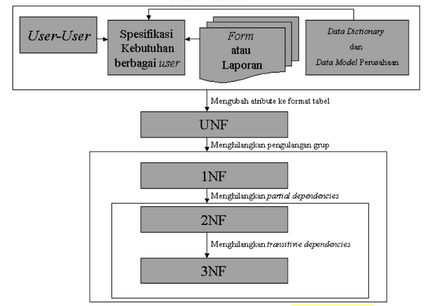 User-User
Spesifikasi
Kebutuhan
berbagai user
Form
atau
Laporan
Data Dictionary
dan
Data Model Perusahaan
Mengubah atribute ke format tabel
UNF
Menghilangkan pengulangan grup
1NF
Menghilangkan partial dependencies
2NF
Menghilangkan transitive dependencies
3NF